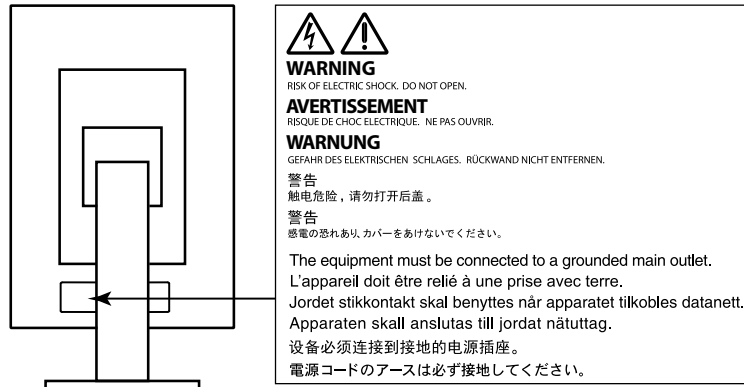 WARNING
RISK OF ELECTRIC SHOCK. DO NOT OPEN.
AVERTISSEMENT
RISQUE DE CHOC ELECTRIQUE. NE PAS OUVRIR.
WARNUNG
GEFAHR DES ELEKTRISCHEN SCHLAGES. RÜCKWAND NICHT ENTFERNEN.
警告
触电危险，请勿打开后盖。
警告
感電の恐れあり、カバーをあけないでください。
The equipment must be connected to a grounded main outlet.
L'appareil doit être relié à une prise avec terre.
Jordet stikkontakt skal benyttes når apparatet tilkobles datanett.
Apparaten skall anslutas till jordat nätuttag.
设备必须连接到接地的电源插座。
電源コードのアースは必ず接地してください。